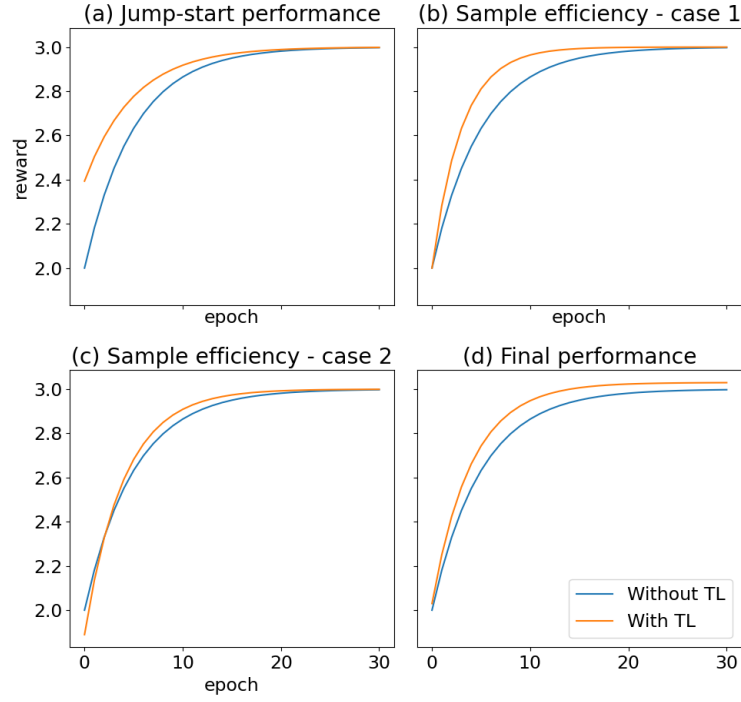 (a) Jump-start performance
(b) Sample efficiency - case 1
3.0
2.8
2.6
2.4
2.2
2.0
reward
epoch
epoch
(c) Sample efficiency - case 2
(d) Final performance
3.0
2.8
2.6
2.4
2.2
2.0
Without TL
With TL
0 10 20 30
0 10 20 30
epoch